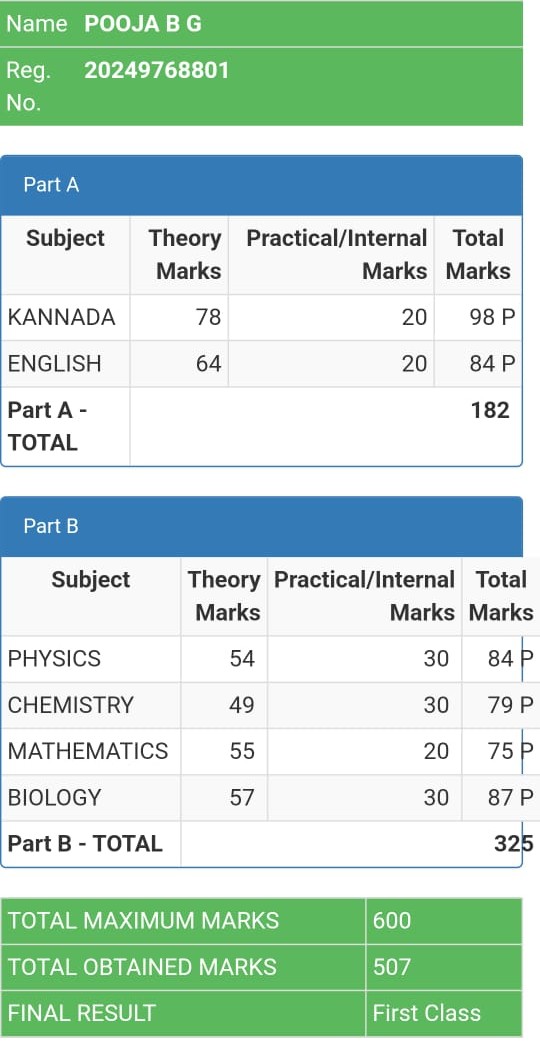 Name POOJA B G
Reg. 20249768801
No.
Part A
Subject Theory Practical/Internal Total
Marks Marks Marks
KANNADA 78 20 98 P
ENGLISH 64 20 84 P
Part A - 182
TOTAL
Part B
Subject Theory Practical/Internal Total
Marks Marks Marks
PHYSICS 54 30 84 P
CHEMISTRY 49 30 79 P
MATHEMATICS 55 20 75 P
BIOLOGY 57 30 87 P
Part B - TOTAL 325
TOTAL MAXIMUM MARKS 600
TOTAL OBTAINED MARKS 507
FINAL RESULT First Class